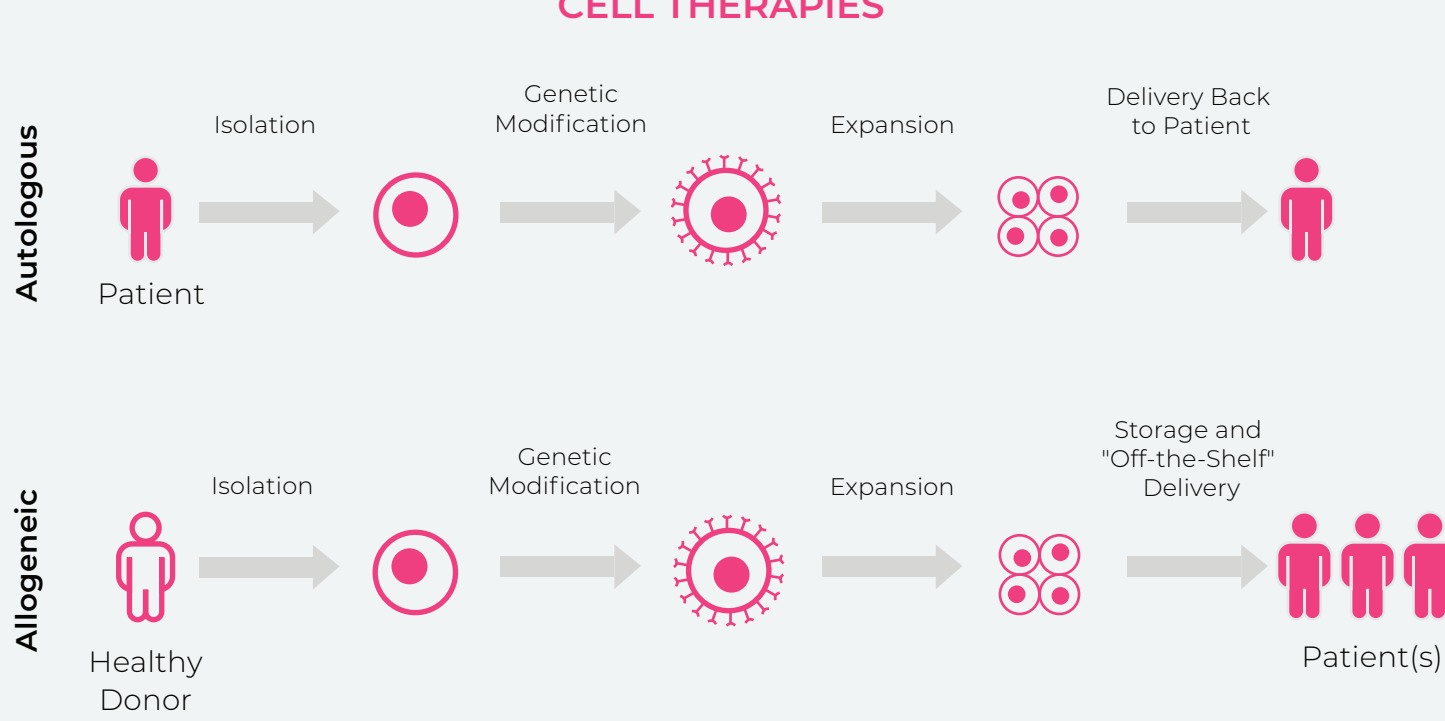 CELL THERAPIES
Autologous
Isolation
Genetic
Modification
Expansion
Delivery Back
to Patient
Patient
Allogeneic
Isolation
Genetic
Modification
Expansion
Storage and
"Off-the-Shelf"
Delivery
Healthy
Donor
Patient(s)